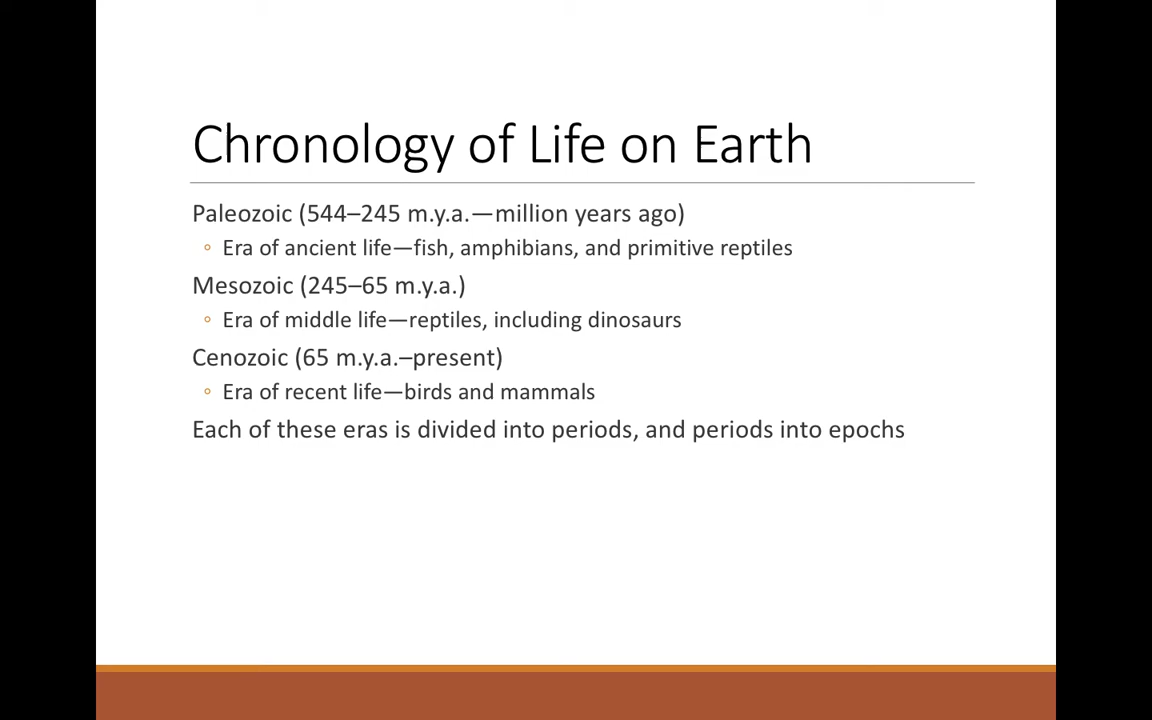 Chronology of Life on Earth
Paleozoic (544–245 m.y.a.—million years ago)
◦ Era of ancient life—fish, amphibians, and primitive reptiles
Mesozoic (245–65 m.y.a.)
◦ Era of middle life—reptiles, including dinosaurs
Cenozoic (65 m.y.a.–present)
◦ Era of recent life—birds and mammals
Each of these eras is divided into periods, and periods into epochs